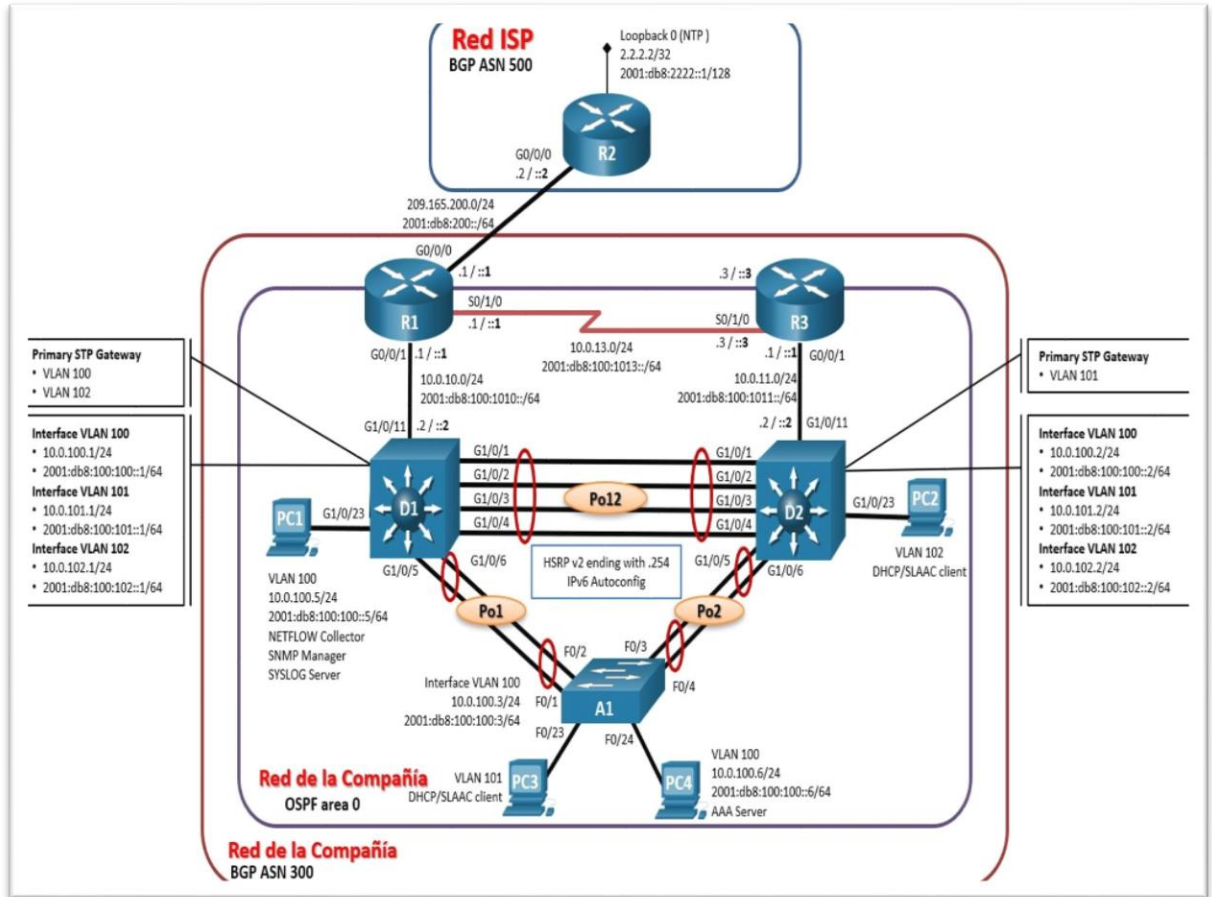 Red ISP
BGP ASN 500
Loopback 0 (NTP )
2.2.2.2/32
2001:db8:2222::1/128
R2
G0/0/0
.2 / ::2
209.165.200.0/24
2001:db8:200::/64
G0/0/0
.1 / ::1
R1
S0/1/0
.1 / ::1
.3 / ::3
R3
S0/1/0
.3 / ::3
10.0.13.0/24
2001:db8:100:1013::/64
G0/0/1
.1 / ::1
10.0.10.0/24
2001:db8:100:1010::/64
G1/0/11
.2 / ::2
.1 / ::1
G0/0/1
10.0.11.0/24
2001:db8:100:1011::/64
.2 / ::2
G1/0/11
Primary STP Gateway
• VLAN 100
• VLAN 102
Interface VLAN 100
• 10.0.100.1/24
• 2001:db8:100:100::1/64
Interface VLAN 101
• 10.0.101.1/24
• 2001:db8:100:101::1/64
Interface VLAN 102
• 10.0.102.1/24
• 2001:db8:100:102::1/64
Primary STP Gateway
• VLAN 101
Interface VLAN 100
• 10.0.100.2/24
• 2001:db8:100:100::2/64
Interface VLAN 101
• 10.0.101.2/24
• 2001:db8:100:101::2/64
Interface VLAN 102
• 10.0.102.2/24
• 2001:db8:100:102::2/64
D1
G1/0/1
G1/0/2
G1/0/3
G1/0/4
Po12
G1/0/1
G1/0/2
G1/0/3
G1/0/4
D2
PC1
G1/0/23
VLAN 100
10.0.100.5/24
2001:db8:100:100::5/64
NETFLOW Collector
SNMP Manager
SYSLOG Server
G1/0/23
PC2
VLAN 102
DHCP/SLAAC client
G1/0/5
G1/0/6
HSRP v2 ending with .254
IPv6 Autoconfig
G1/0/5
G1/0/6
Po1
Po2
F0/2
F0/3
F0/1
F0/4
A1
Interface VLAN 100
10.0.100.3/24
2001:db8:100:100:3/64
F0/23
F0/24
PC3
VLAN 101
DHCP/SLAAC client
PC4
VLAN 100
10.0.100.6/24
2001:db8:100:100::6/64
AAA Server
Red de la Compañía
OSPF area 0
Red de la Compañía
BGP ASN 300